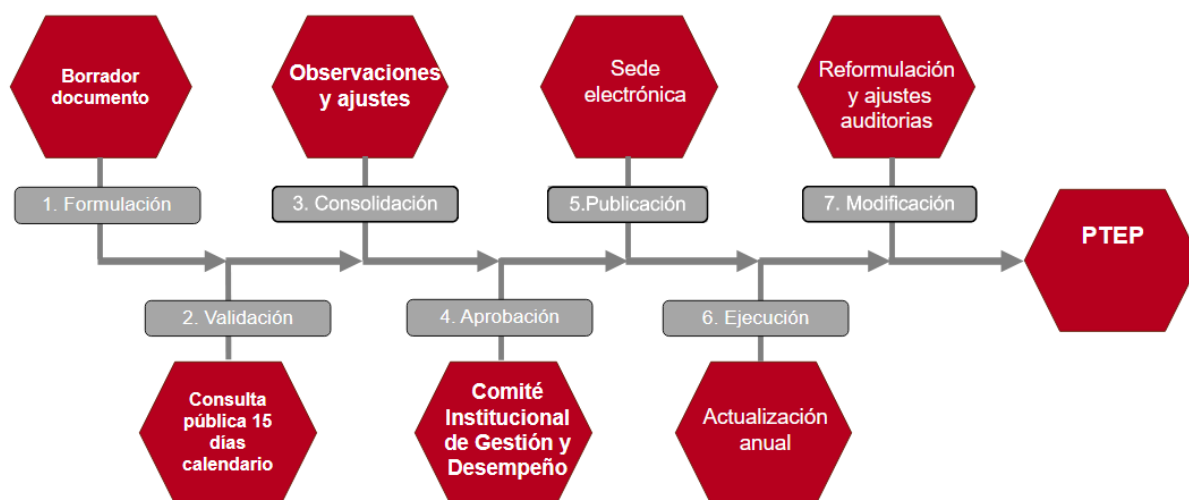 Borrador
documento
Observaciones
y ajustes
Sede
electrónica
Reformulación
y ajustes
auditorias
1. Formulación
3. Consolidación
5.Publicación
7. Modificación
PTEP
2. Validación
4. Aprobación
6. Ejecución
Consulta
pública 15
días
calendario
Comité
Institucional
de Gestión y
Desempeño
Actualización
anual